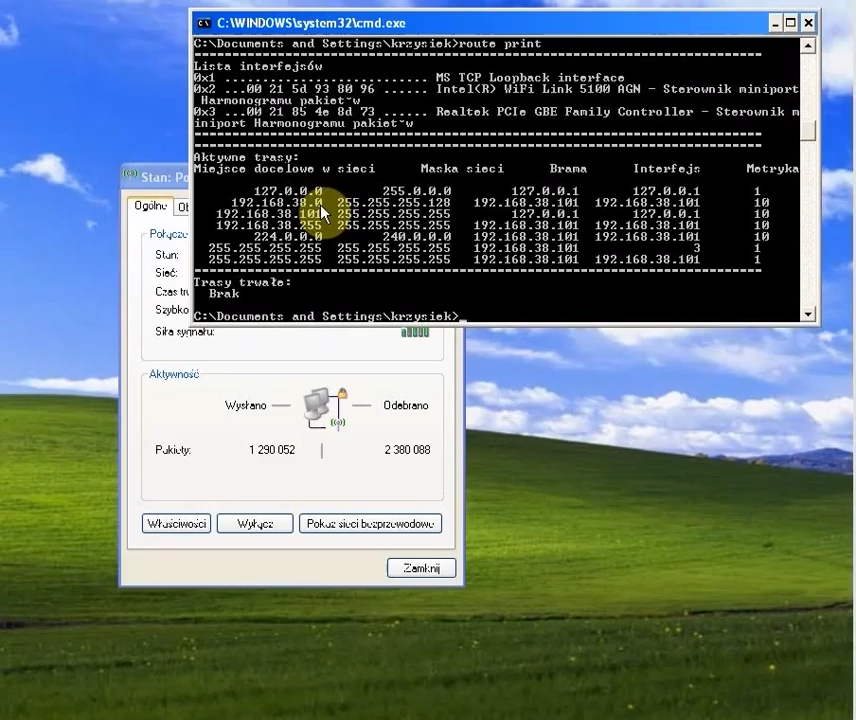 C:\WINDOWS\system32\cmd.exe
C:\Documents and Settings\krzysiek>route print
Lista interfejsów
0x1 ........................... MS TCP Loopback interface
0x2 ...00 21 5d 93 80 96 ...... Intel(R) WiFi Link 5100 AGN - Sterownik miniport
Harmonogramu pakiet~w
0x3 ...00 21 85 4e 8d 73 ...... Realtek PCIe GBE Family Controller - Sterownik m
iniport Harmonogramu pakiet~w
Aktywne trasy:
Miejsce docelowe w sieci Maska sieci Brama Interfejs Metryka
127.0.0.0 255.0.0.0 127.0.0.1 127.0.0.1 1
192.168.38.0 255.255.255.128 192.168.38.101 192.168.38.101 10
192.168.38.101 255.255.255.255 127.0.0.1 127.0.0.1 10
192.168.38.255 255.255.255.255 192.168.38.101 192.168.38.101 10
224.0.0.0 240.0.0.0 192.168.38.101 192.168.38.101 10
255.255.255.255 255.255.255.255 192.168.38.101 3 1
255.255.255.255 255.255.255.255 192.168.38.101 192.168.38.101 1
Trasy trwałe:
Brak
C:\Documents and Settings\krzysiek>_
Stan:
Ogólne
Połącze
Stan:
Sieć:
Czas
Szybko
Siła sygnału:
Aktywność
Wysłano — Odebrano
Pakiety: 1 290 052 | 2 380 088
Właściwości Wyłącz Pokaż sieci bezprzewodowe
Zamknij